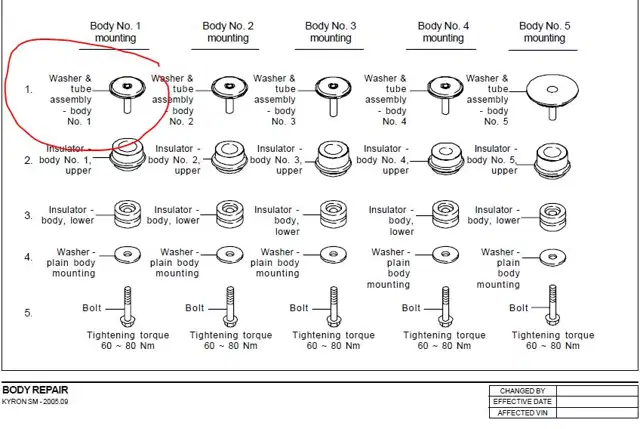 Body No. 1 mounting
Body No. 2 mounting
Body No. 3 mounting
Body No. 4 mounting
Body No. 5 mounting
1.
Washer & tube assembly - body No. 1
Washer & tube assembly - body No. 2
Washer & tube assembly - body No. 3
Washer & tube assembly - body No. 4
Washer & tube assembly - body No. 5
2.
Insulator - body No. 1, upper
Insulator - body No. 2, upper
Insulator - body No. 3, upper
Insulator - body No. 4, upper
Insulator - body No. 5, upper
3.
Insulator - body, lower
Insulator - body, lower
Insulator - body, lower
Insulator - body, lower
Insulator - body, lower
4.
Washer - plain body mounting
Washer - plain body mounting
Washer - plain body mounting
Washer - plain body mounting
Washer - plain body mounting
5.
Bolt
Bolt
Bolt
Bolt
Bolt
Tightening torque 60 ~ 80 Nm
Tightening torque 60 ~ 80 Nm
Tightening torque 60 ~ 80 Nm
Tightening torque 60 ~ 80 Nm
Tightening torque 60 ~ 80 Nm
BODY REPAIR
KYRON SM - 2005.09
CHANGED BY
EFFECTIVE DATE
AFFECTED VIN